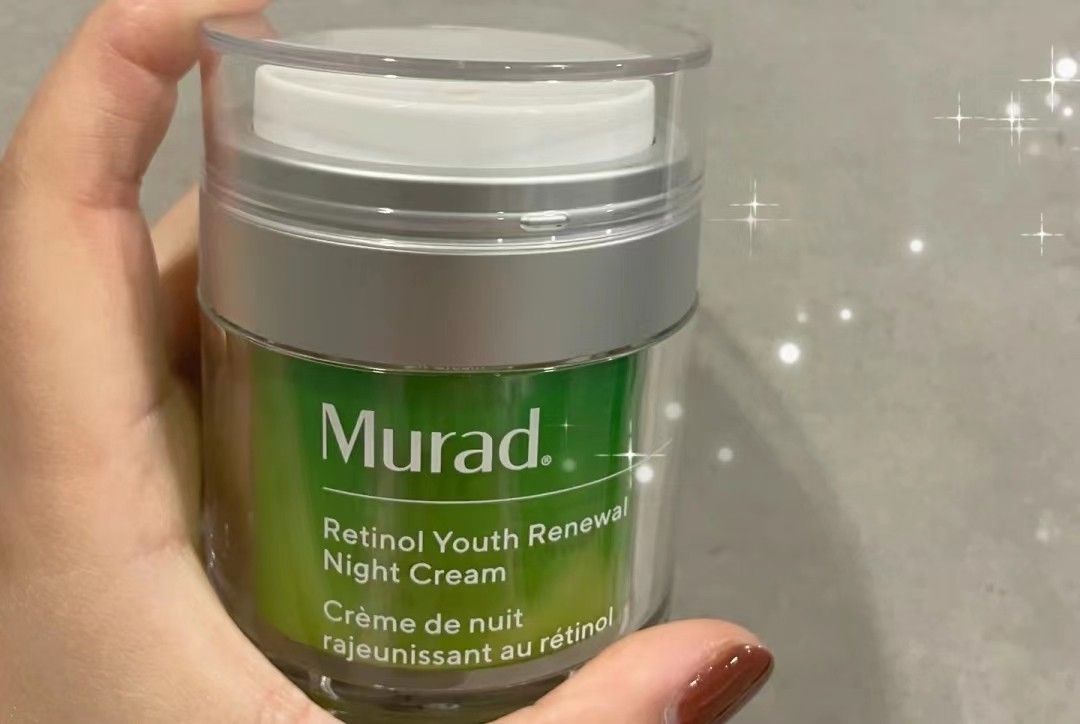 Murad®
Retinol Youth Renewal
Night Cream
Crème de nuit
rajeunissant au rétinol